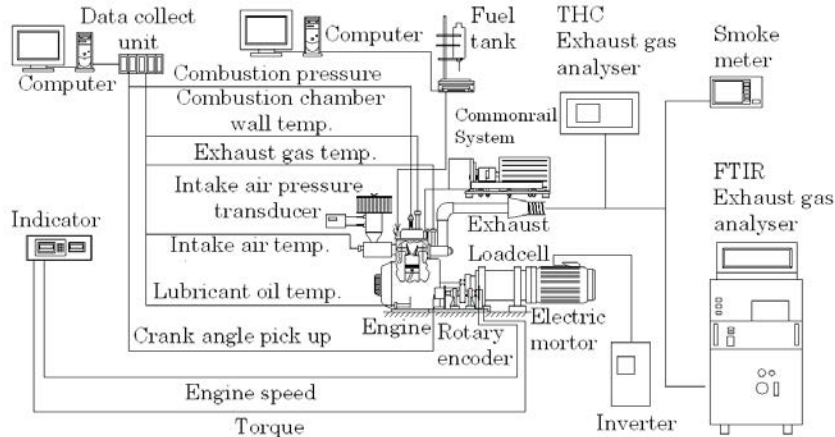 Data collect
unit
Computer
Computer
Fuel
tank
THC
Exhaust gas
analyser
Smoke
meter
Combustion pressure
Combustion chamber
wall temp.
Exhaust gas temp.
Commonrail
System
Intake air pressure
transducer
FTIR
Exhaust gas
analyser
Indicator
Exhaust
Intake air temp.
Loadcell
Lubricant oil temp.
Engine
Rotary
encoder
Electric
mortor
Crank angle pick up
Engine speed
Torque
Inverter